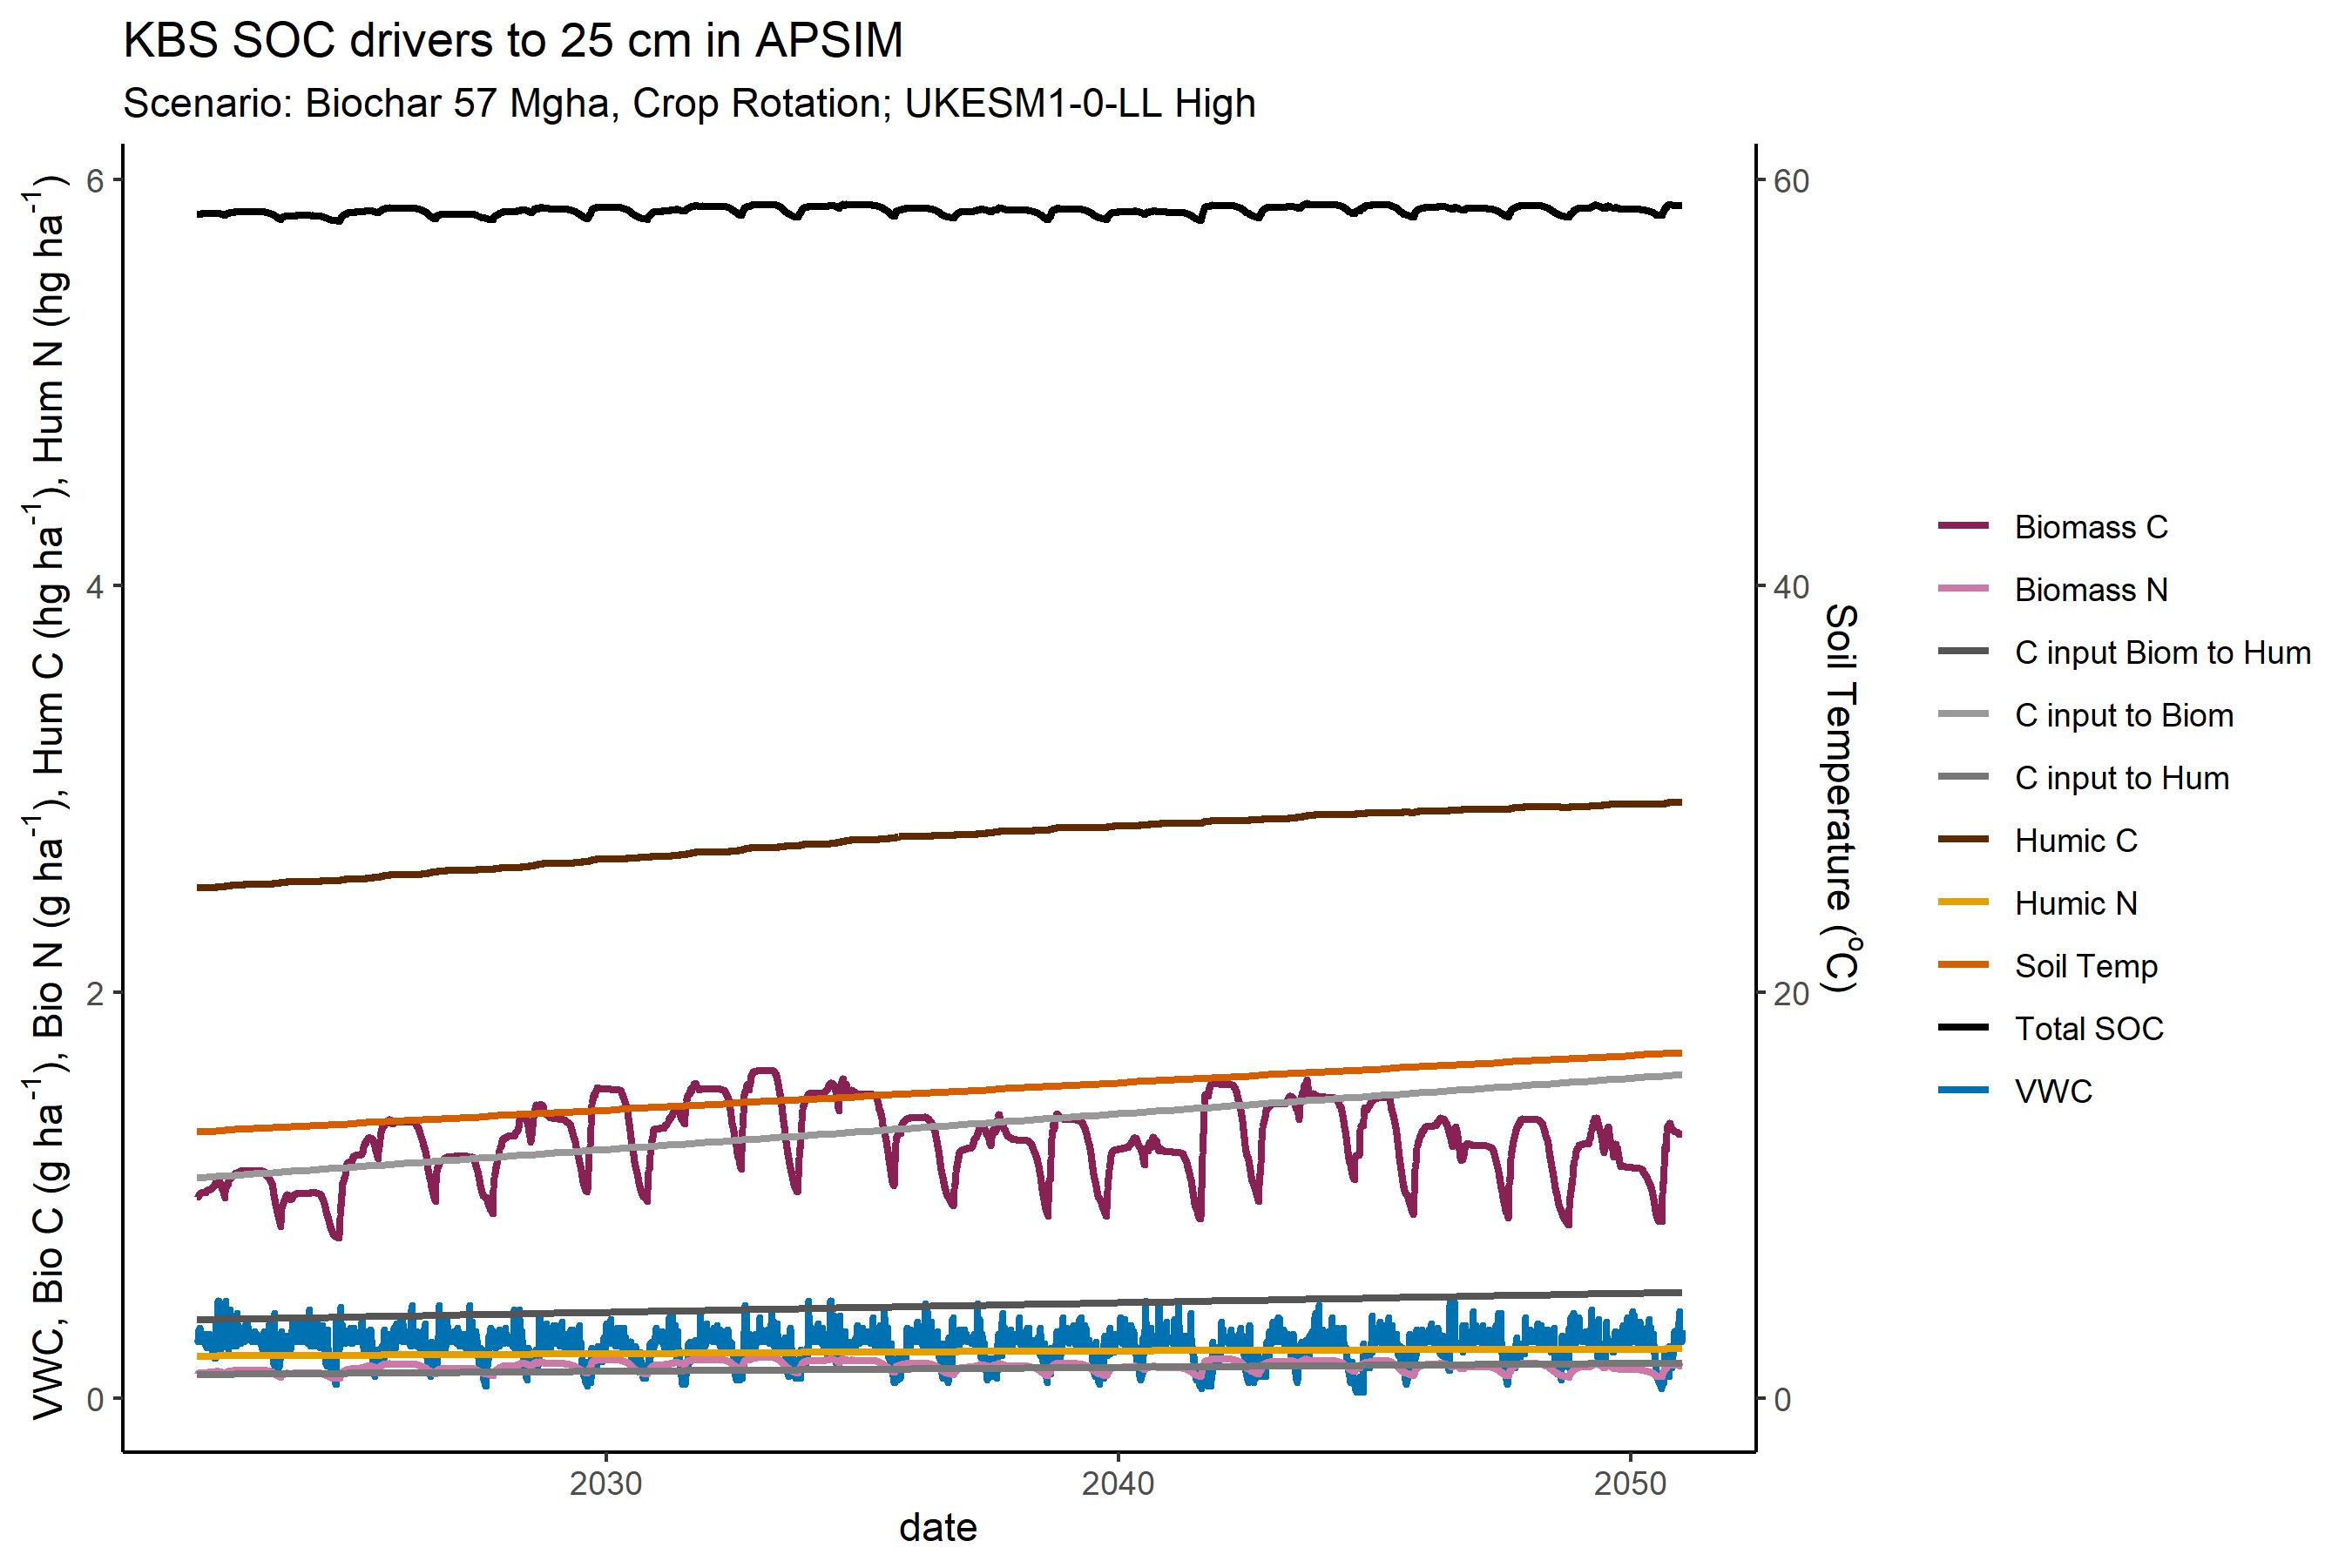 KBS SOC drivers to 25 cm in APSIM
Scenario: Biochar 57 Mgha, Crop Rotation; UKESM1-0-LL High
VWC, Bio C (g ha⁻¹), Bio N (g ha⁻¹), Hum C (hg ha⁻¹), Hum N (hg ha⁻¹)
6
4
2
0
60
40
20
0
Soil Temperature (ᵒC)
2030
2040
2050
date
Biomass C
Biomass N
C input Biom to Hum
C input to Biom
C input to Hum
Humic C
Humic N
Soil Temp
Total SOC
VWC